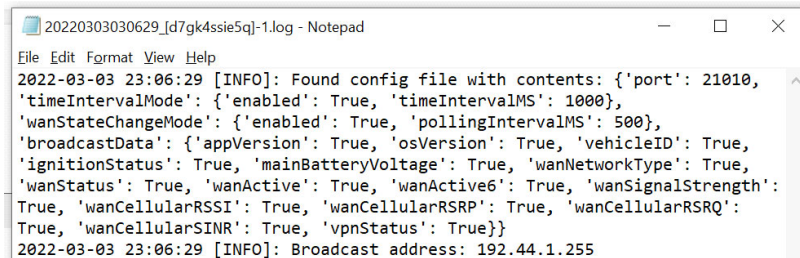 20220303030629_[d7gk4ssie5q]-1.log - Notepad
File Edit Format View Help
2022-03-03 23:06:29 [INFO]: Found config file with contents: {'port': 21010,
'timeIntervalMode': {'enabled': True, 'timeIntervalMS': 1000},
'wanStateChangeMode': {'enabled': True, 'pollingIntervalMS': 500},
'broadcastData': {'appVersion': True, 'osVersion': True, 'vehicleID': True,
'ignitionStatus': True, 'mainBatteryVoltage': True, 'wanNetworkType': True,
'wanStatus': True, 'wanActive': True, 'wanActive6': True, 'wanSignalStrength':
True, 'wanCellularRSSI': True, 'wanCellularRSRP': True, 'wanCellularRSRQ':
True, 'wanCellularSINR': True, 'vpnStatus': True}}
2022-03-03 23:06:29 [INFO]: Broadcast address: 192.44.1.255